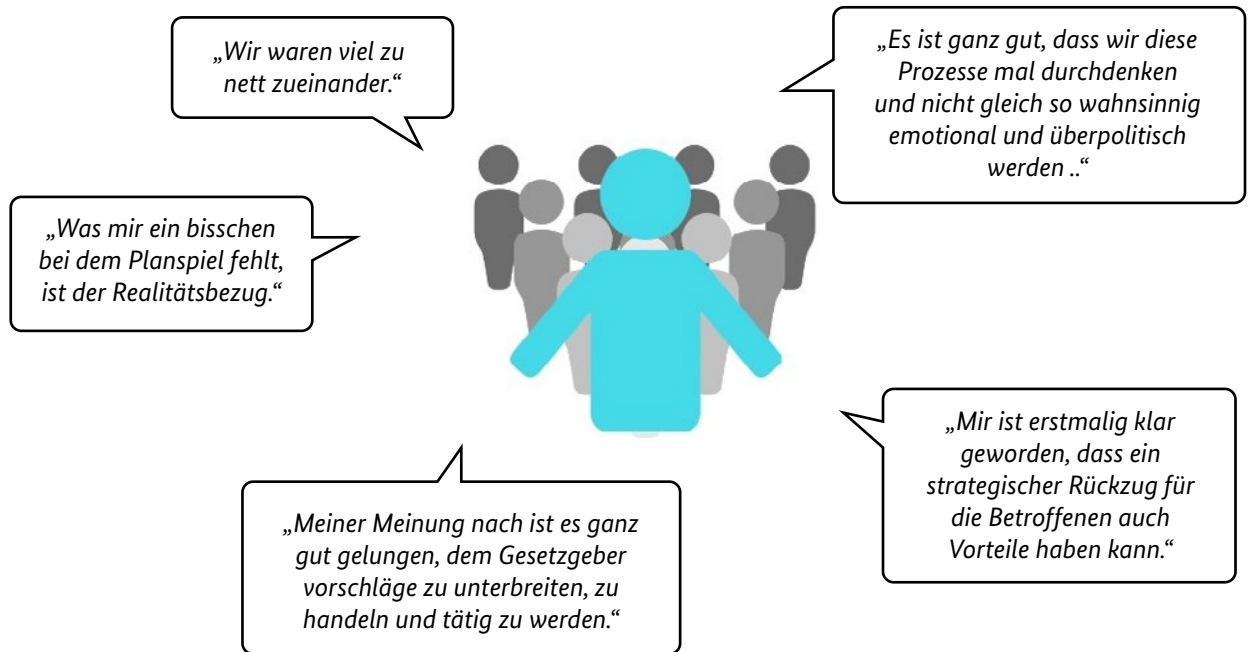 „Wir waren viel zu
nett zueinander.“
„Es ist ganz gut, dass wir diese
Prozesse mal durchdenken
und nicht gleich so wahnsinnig
emotional und überpolitisch
werden ..“
„Was mir ein bisschen
bei dem Planspiel fehlt,
ist der Realitätsbezug.“
„Mir ist erstmalig klar
geworden, dass ein
strategischer Rückzug für
die Betroffenen auch
Vorteile haben kann.“
„Meiner Meinung nach ist es ganz
gut gelungen, dem Gesetzgeber
vorschläge zu unterbreiten, zu
handeln und tätig zu werden.“